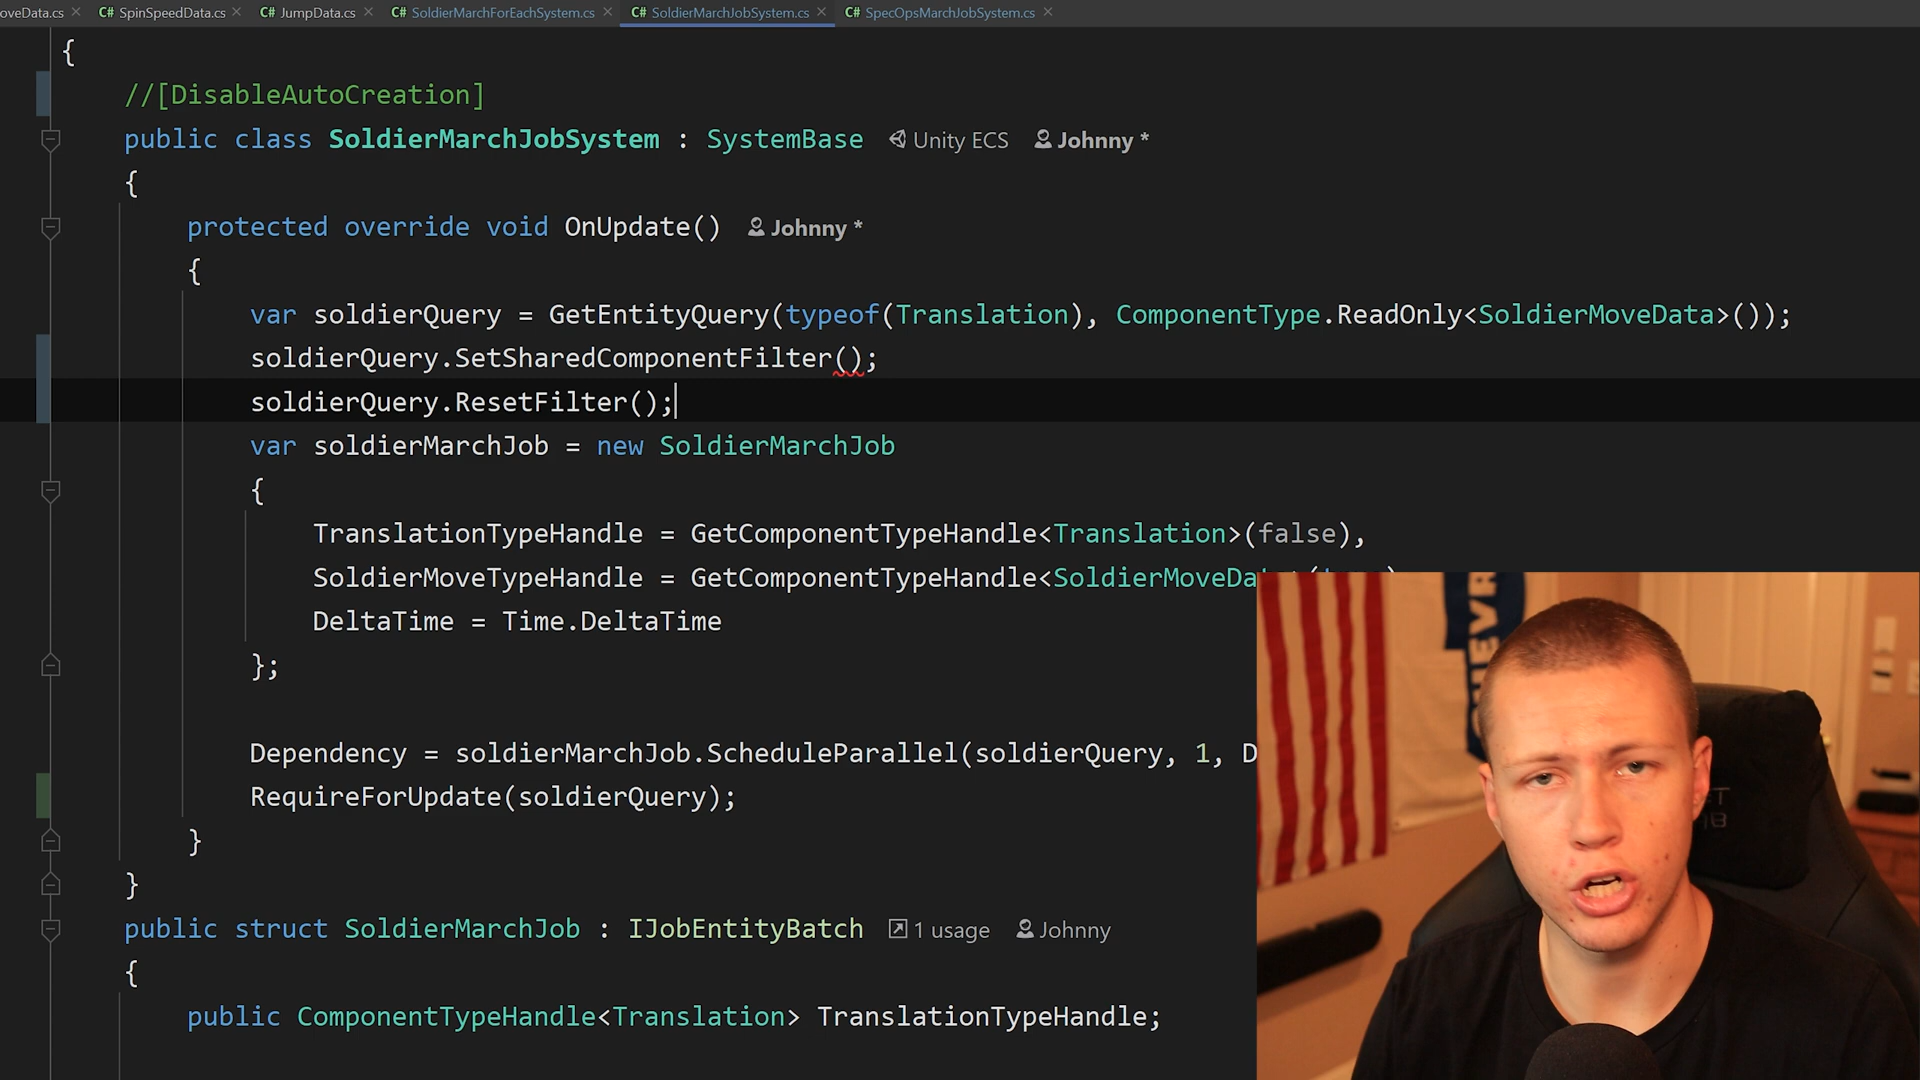 oveData.cs
C# SpinSpeedData.cs
C# JumpData.cs
C# SoldierMarchForEachSystem.cs
C# SoldierMarchJobSystem.cs
C# SpecOpsMarchJobSystem.cs
{
//[DisableAutoCreation]
public class SoldierMarchJobSystem : SystemBase Unity ECS Johnny *
{
protected override void OnUpdate() Johnny *
{
var soldierQuery = GetEntityQuery(typeof(Translation), ComponentType.ReadOnly<SoldierMoveData>());
soldierQuery.SetSharedComponentFilter();
soldierQuery.ResetFilter();
var soldierMarchJob = new SoldierMarchJob
{
TranslationTypeHandle = GetComponentTypeHandle<Translation>(false),
SoldierMoveTypeHandle = GetComponentTypeHandle<SoldierMoveDa
DeltaTime = Time.DeltaTime
};
Dependency = soldierMarchJob.ScheduleParallel(soldierQuery, 1, D
RequireForUpdate(soldierQuery);
}
}
public struct SoldierMarchJob : IJobEntityBatch 1 usage Johnny
{
public ComponentTypeHandle<Translation> TranslationTypeHandle;